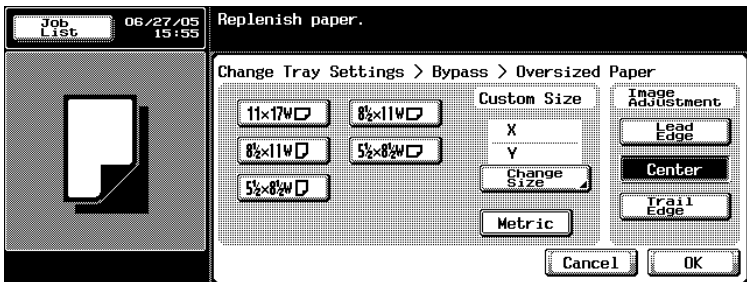 Job
List
06/27/05
15:55
Replenish paper.
Change Tray Settings > Bypass > Oversized Paper
11×17W
8½×11W
8½×11W
5½×8½W
5½×8½W
Custom Size
X
Y
Change
Size
Metric
Image
Adjustment
Lead
Edge
Center
Trail
Edge
Cancel
OK